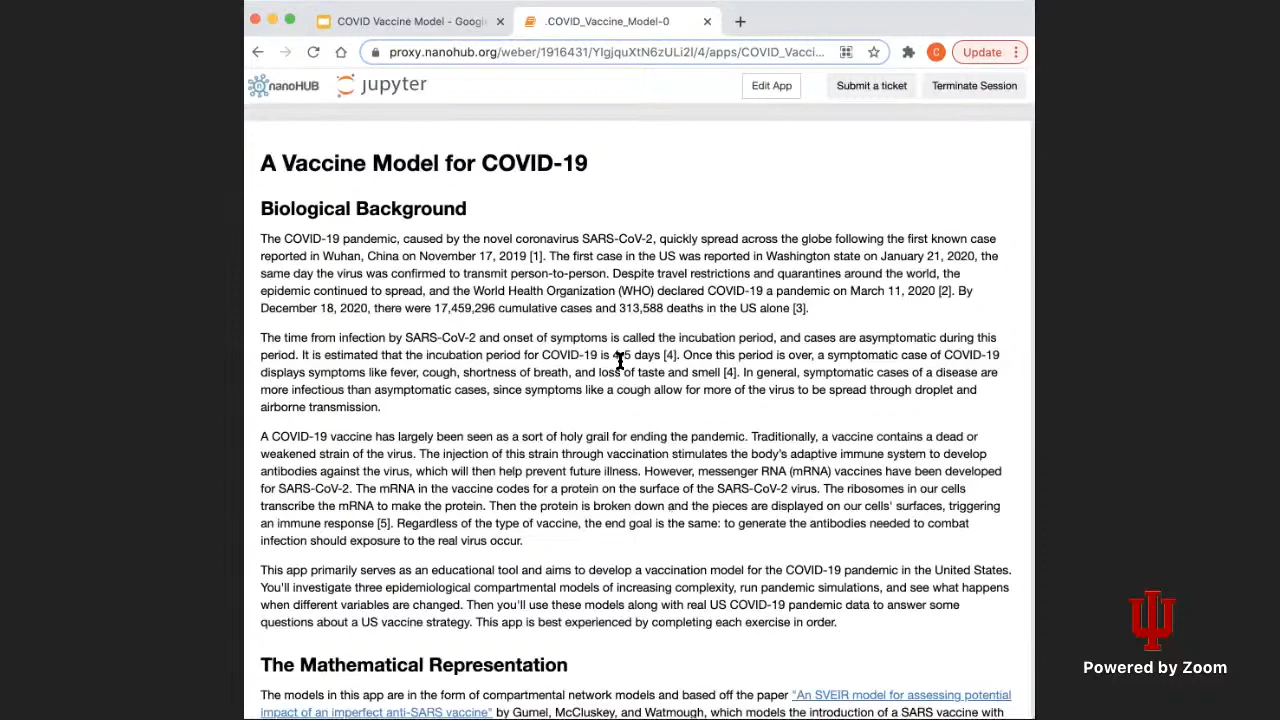 COVID Vaccine Model - Google
.COVID_Vaccine_Model-0
proxy.nanohub.org/weber/1916431/YIgjquXtN6zULi2I/4/apps/COVID_Vacci...
C
Update
nanoHUB
jupyter
Edit App
Submit a ticket
Terminate Session
A Vaccine Model for COVID-19
Biological Background
The COVID-19 pandemic, caused by the novel coronavirus SARS-CoV-2, quickly spread across the globe following the first known case
reported in Wuhan, China on November 17, 2019 [1]. The first case in the US was reported in Washington state on January 21, 2020, the
same day the virus was confirmed to transmit person-to-person. Despite travel restrictions and quarantines around the world, the
epidemic continued to spread, and the World Health Organization (WHO) declared COVID-19 a pandemic on March 11, 2020 [2]. By
December 18, 2020, there were 17,459,296 cumulative cases and 313,588 deaths in the US alone [3].
The time from infection by SARS-CoV-2 and onset of symptoms is called the incubation period, and cases are asymptomatic during this
period. It is estimated that the incubation period for COVID-19 is 4-5 days [4]. Once this period is over, a symptomatic case of COVID-19
displays symptoms like fever, cough, shortness of breath, and loss of taste and smell [4]. In general, symptomatic cases of a disease are
more infectious than asymptomatic cases, since symptoms like a cough allow for more of the virus to be spread through droplet and
airborne transmission.
A COVID-19 vaccine has largely been seen as a sort of holy grail for ending the pandemic. Traditionally, a vaccine contains a dead or
weakened strain of the virus. The injection of this strain through vaccination stimulates the body's adaptive immune system to develop
antibodies against the virus, which will then help prevent future illness. However, messenger RNA (mRNA) vaccines have been developed
for SARS-CoV-2. The mRNA in the vaccine codes for a protein on the surface of the SARS-CoV-2 virus. The ribosomes in our cells
transcribe the mRNA to make the protein. Then the protein is broken down and the pieces are displayed on our cells' surfaces, triggering
an immune response [5]. Regardless of the type of vaccine, the end goal is the same: to generate the antibodies needed to combat
infection should exposure to the real virus occur.
This app primarily serves as an educational tool and aims to develop a vaccination model for the COVID-19 pandemic in the United States.
You'll investigate three epidemiological compartmental models of increasing complexity, run pandemic simulations, and see what happens
when different variables are changed. Then you'll use these models along with real US COVID-19 pandemic data to answer some
questions about a US vaccine strategy. This app is best experienced by completing each exercise in order.
The Mathematical Representation
The models in this app are in the form of compartmental network models and based off the paper "An SVEIR model for assessing potential
impact of an imperfect anti-SARS vaccine" by Gumel, McCluskey, and Watmough, which models the introduction of a SARS vaccine with
Powered by Zoom